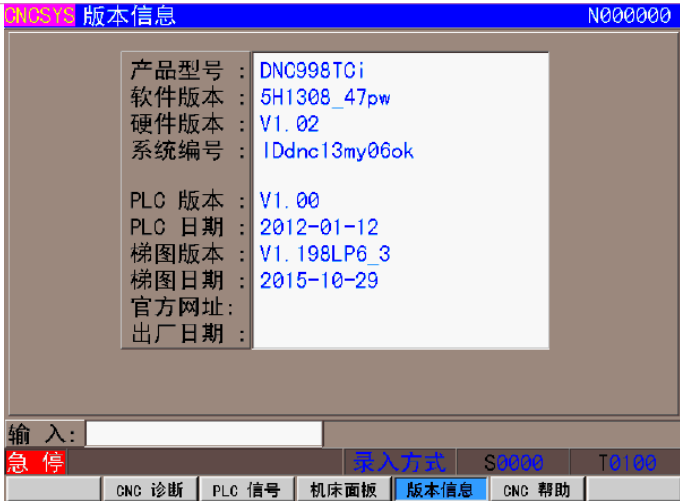 CNCSYS 版本信息 N000000
产品型号 : DNC998TCi
软件版本 : 5H1308_47pw
硬件版本 : V1.02
系统编号 : IDdnc13my06ok
PLC 版本 : V1.00
PLC 日期 : 2012-01-12
梯图版本 : V1.198LP6_3
梯图日期 : 2015-10-29
官方网址:
出厂日期 :
输 入:
急 停 录入方式 S0000 T0100
CNC 诊断 PLC 信号 机床面板 版本信息 CNC 帮助